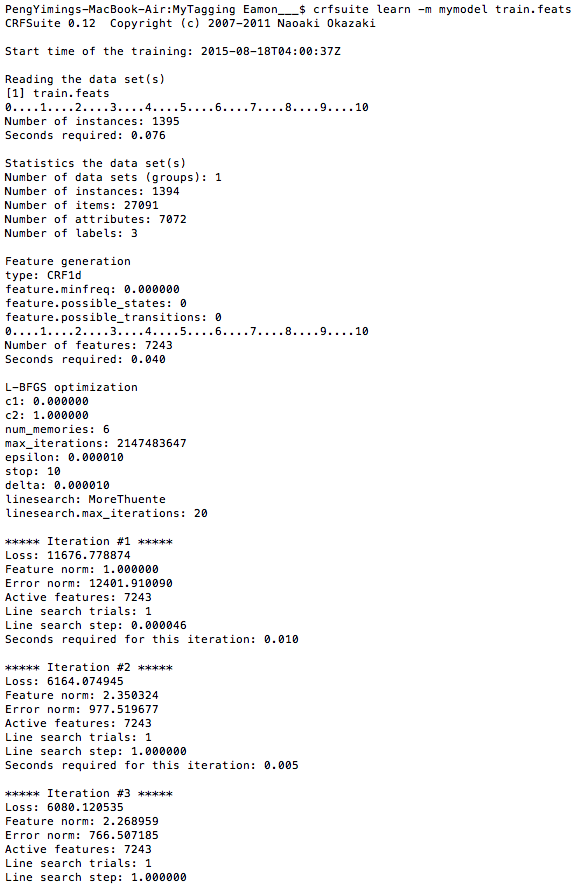 PengYimings-MacBook-Air:MyTagging Eamon___$ crfsuite learn -m mymodel train.feats
CRFSuite 0.12  Copyright (c) 2007-2011 Naoaki Okazaki

Start time of the training: 2015-08-18T04:00:37Z

Reading the data set(s)
[1] train.feats
0....1....2....3....4....5....6....7....8....9....10
Number of instances: 1395
Seconds required: 0.076

Statistics the data set(s)
Number of data sets (groups): 1
Number of instances: 1394
Number of items: 27091
Number of attributes: 7072
Number of labels: 3

Feature generation
type: CRF1d
feature.minfreq: 0.000000
feature.possible_states: 0
feature.possible_transitions: 0
0....1....2....3....4....5....6....7....8....9....10
Number of features: 7243
Seconds required: 0.040

L-BFGS optimization
c1: 0.000000
c2: 1.000000
num_memories: 6
max_iterations: 2147483647
epsilon: 0.000010
stop: 10
delta: 0.000010
linesearch: MoreThuente
linesearch.max_iterations: 20

***** Iteration #1 *****
Loss: 11676.778874
Feature norm: 1.000000
Error norm: 12401.910090
Active features: 7243
Line search trials: 1
Line search step: 0.000046
Seconds required for this iteration: 0.010

***** Iteration #2 *****
Loss: 6164.074945
Feature norm: 2.350324
Error norm: 977.519677
Active features: 7243
Line search trials: 1
Line search step: 1.000000
Seconds required for this iteration: 0.005

***** Iteration #3 *****
Loss: 6080.120535
Feature norm: 2.268959
Error norm: 766.507185
Active features: 7243
Line search trials: 1
Line search step: 1.000000